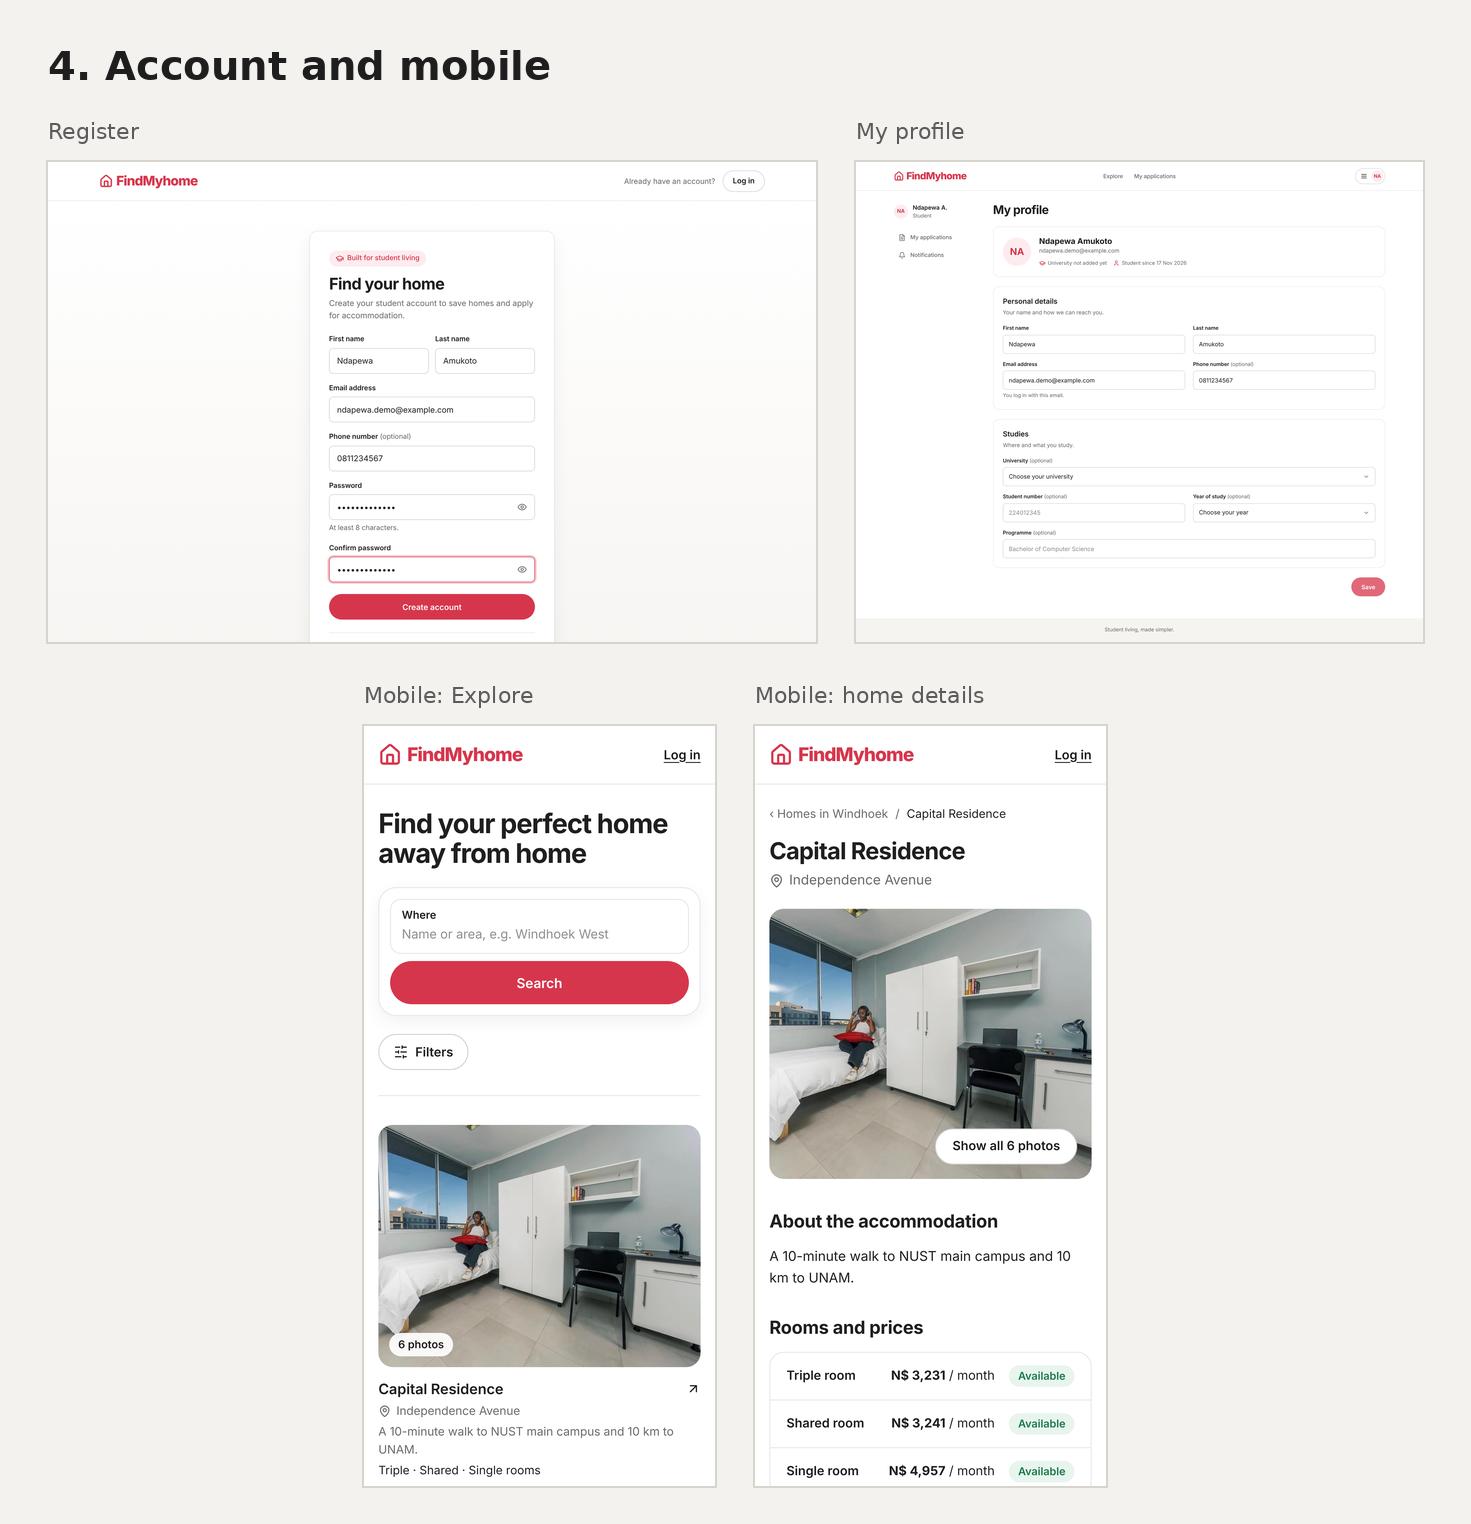 4. Account and mobile
Register
FindMyhome
Already have an account?
Log in
Built for student living
Find your home
Create your student account to save homes and apply
for accommodation.
First name
Last name
Ndapewa
Amukoto
Email address
ndapewa.demo@example.com
Phone number (optional)
0811234567
Password
•••••••••••••
At least 8 characters.
Confirm password
•••••••••••••
Create account
My profile
FindMyhome
Explore
My applications
NA
NA
Ndapewa A.
Student
My applications
Notifications
My profile
NA
Ndapewa Amukoto
ndapewa.demo@example.com
University not added yet
Student since 17 Nov 2026
Personal details
Your name and how we can reach you.
First name
Last name
Ndapewa
Amukoto
Email address
Phone number (optional)
ndapewa.demo@example.com
0811234567
You log in with this email.
Studies
Where and what you study.
University (optional)
Choose your university
Student number (optional)
Year of study (optional)
224012345
Choose your year
Programme (optional)
Bachelor of Computer Science
Save
Student living, made simpler.
Mobile: Explore
FindMyhome
Log in
Find your perfect home
away from home
Where
Name or area, e.g. Windhoek West
Search
Filters
6 photos
Capital Residence
Independence Avenue
A 10-minute walk to NUST main campus and 10 km to
UNAM.
Triple · Shared · Single rooms
Mobile: home details
FindMyhome
Log in
‹ Homes in Windhoek / Capital Residence
Capital Residence
Independence Avenue
Show all 6 photos
About the accommodation
A 10-minute walk to NUST main campus and 10
km to UNAM.
Rooms and prices
Triple room N$ 3,231 / month Available
Shared room N$ 3,241 / month Available
Single room N$ 4,957 / month Available